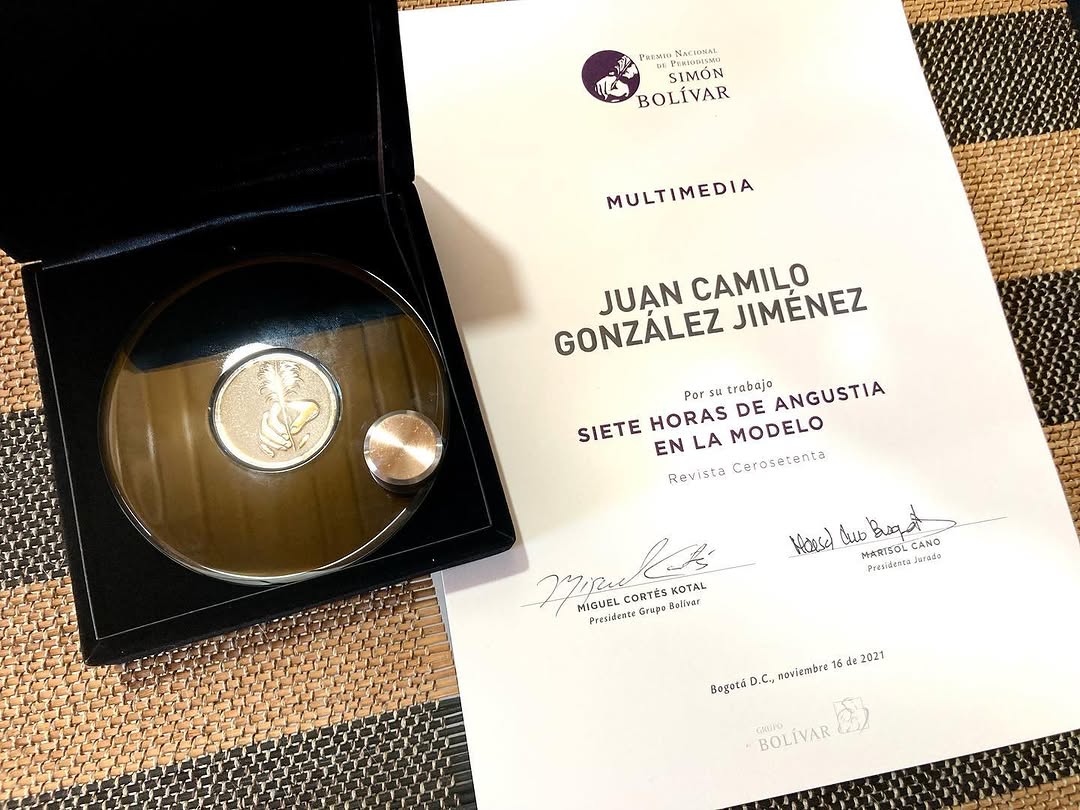 PREMIO NACIONAL
DE PERIODISMO
SIMÓN
BOLÍVAR
MULTIMEDIA
JUAN CAMILO
GONZÁLEZ JIMÉNEZ
Por su trabajo
SIETE HORAS DE ANGUSTIA
EN LA MODELO
Revista Cerosetenta
MIGUEL CORTÉS KOTAL
Presidente Grupo Bolívar
MARISOL CANO
Presidenta Jurado
Bogotá D.C., noviembre 16 de 2021
GRUPO
BOLÍVAR